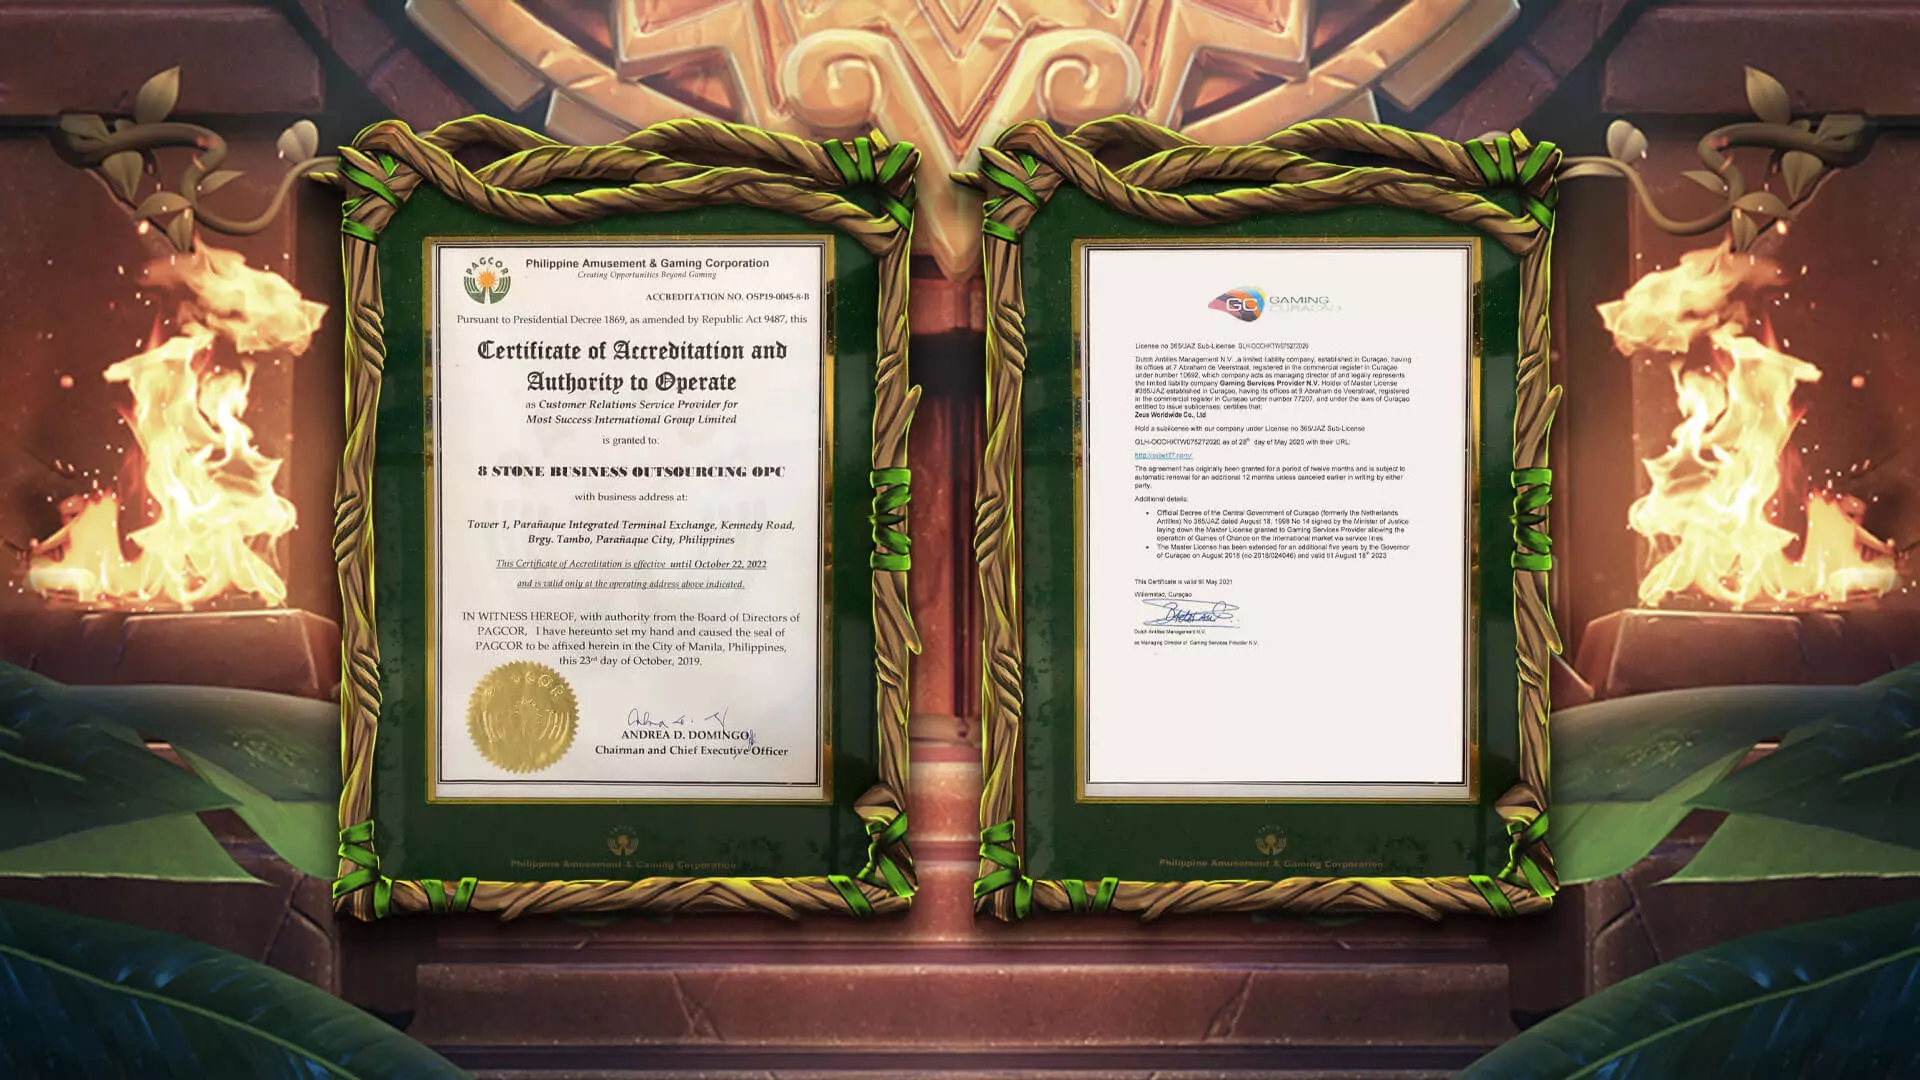 PAGCOR
Philippine Amusement & Gaming Corporation
Creating Opportunities Beyond Gaming
ACCREDITATION NO. OSP19-0045-8-B
Pursuant to Presidential Decree 1869, as amended by Republic Act 9487, this
Certificate of Accreditation and
Authority to Operate
as Customer Relations Service Provider for
Most Success International Group Limited
is granted to:
8 STONE BUSINESS OUTSOURCING OPC
with business address at:
Tower 1, Parañaque Integrated Terminal Exchange, Kennedy Road,
Brgy. Tambo, Parañaque City, Philippines
This Certificate of Accreditation is effective until October 22, 2022
and is valid only at the operating address above indicated.
IN WITNESS HEREOF, with authority from the Board of Directors of
PAGCOR, I have hereunto set my hand and caused the seal of
PAGCOR to be affixed herein in the City of Manila, Philippines,
this 23rd day of October, 2019.
PAGCOR
ANDREA D. DOMINGO
Chairman and Chief Executive Officer
Philippine Amusement & Gaming Corporation
GC GAMING
CURACAO
License no 365/JAZ Sub-License
Dutch Antilles Management N.V. ,a limited liability company, established in Curaçao, having
its offices at 7 Abraham de Veerstraat, registered in the commercial register in Curaçao
under number 10692, which company acts as managing director of and legally represents
the limited liability company Gaming Services Provider N.V. Holder of Master License
#365/JAZ established in Curaçao, having its offices at 9 Abraham de Veerstraat, registered
in the commercial register in Curaçao under number 77207, and under the laws of Curaçao
entitled to issue sublicenses; certifies that:
Zeus Worldwide Co., Ltd
Hold a sublicense with our company under License no 365/JAZ Sub-License
GLH-OCCHKTW075272020 as of 28th day of May 2020 with their URL:
The agreement has originally been granted for a period of twelve months and is subject to
automatic renewal for an additional 12 months unless canceled earlier in writing by either
party.
Additional details:
• Official Decree of the Central Government of Curaçao (formerly the Netherlands
Antilles) No 365/JAZ dated August 18, 1998 No 14 signed by the Minister of Justice
laying down the Master License granted to Gaming Services Provider allowing the
operation of Games of Chance on the international market via service lines.
• The Master License has been extended for an additional five years by the Governor
of Curaçao on August 2018 (no 2018/024046) and valid till August 18th 2023
This Certificate is valid till May 2021
Willemstad, Curaçao
Dutch Antilles Management N.V.
as Managing Director of Gaming Services Provider N.V.
Philippine Amusement & Gaming Corporation